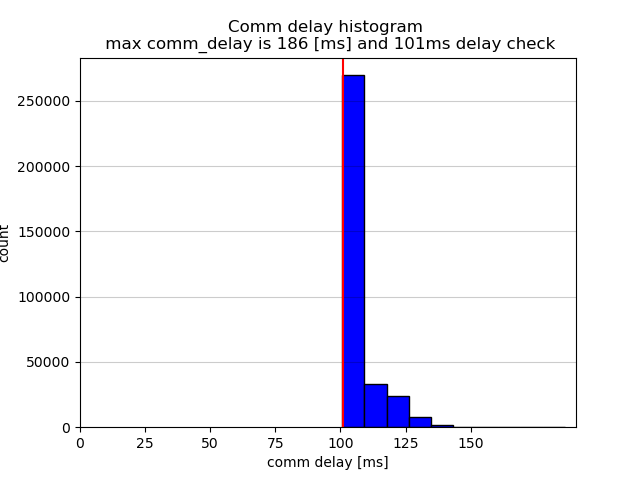 Comm delay histogram
max comm_delay is 186 [ms] and 101ms delay check
250000
200000
150000
100000
50000
0
count
0 25 50 75 100 125 150
comm delay [ms]